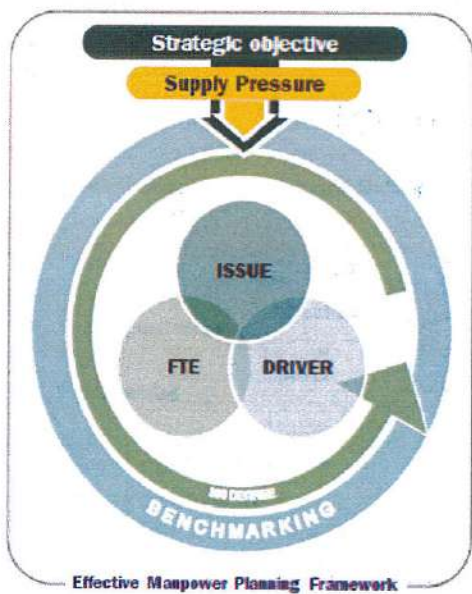 Strategic objective
Supply Pressure
ISSUE
FTE
DRIVER
BENCHMARKING
Effective Manpower Planning Framework